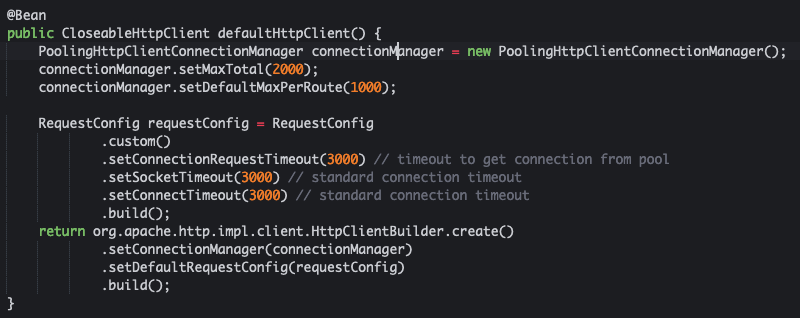 @Bean
public CloseableHttpClient defaultHttpClient() {
    PoolingHttpClientConnectionManager connectionManager = new PoolingHttpClientConnectionManager();
    connectionManager.setMaxTotal(2000);
    connectionManager.setDefaultMaxPerRoute(1000);

    RequestConfig requestConfig = RequestConfig
            .custom()
            .setConnectionRequestTimeout(3000) // timeout to get connection from pool
            .setSocketTimeout(3000) // standard connection timeout
            .setConnectTimeout(3000) // standard connection timeout
            .build();
    return org.apache.http.impl.client.HttpClientBuilder.create()
            .setConnectionManager(connectionManager)
            .setDefaultRequestConfig(requestConfig)
            .build();
}